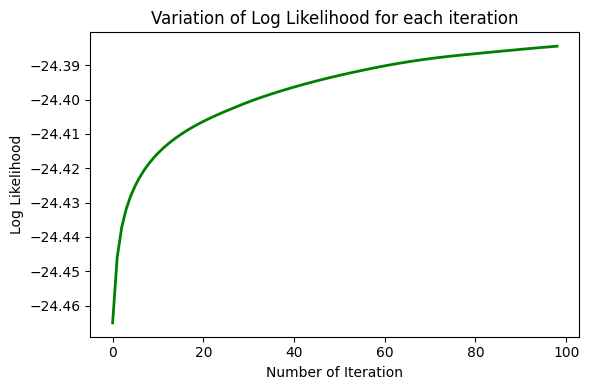 Variation of Log Likelihood for each iteration
Log Likelihood
−24.39
−24.40
−24.41
−24.42
−24.43
−24.44
−24.45
−24.46
0 20 40 60 80 100
Number of Iteration